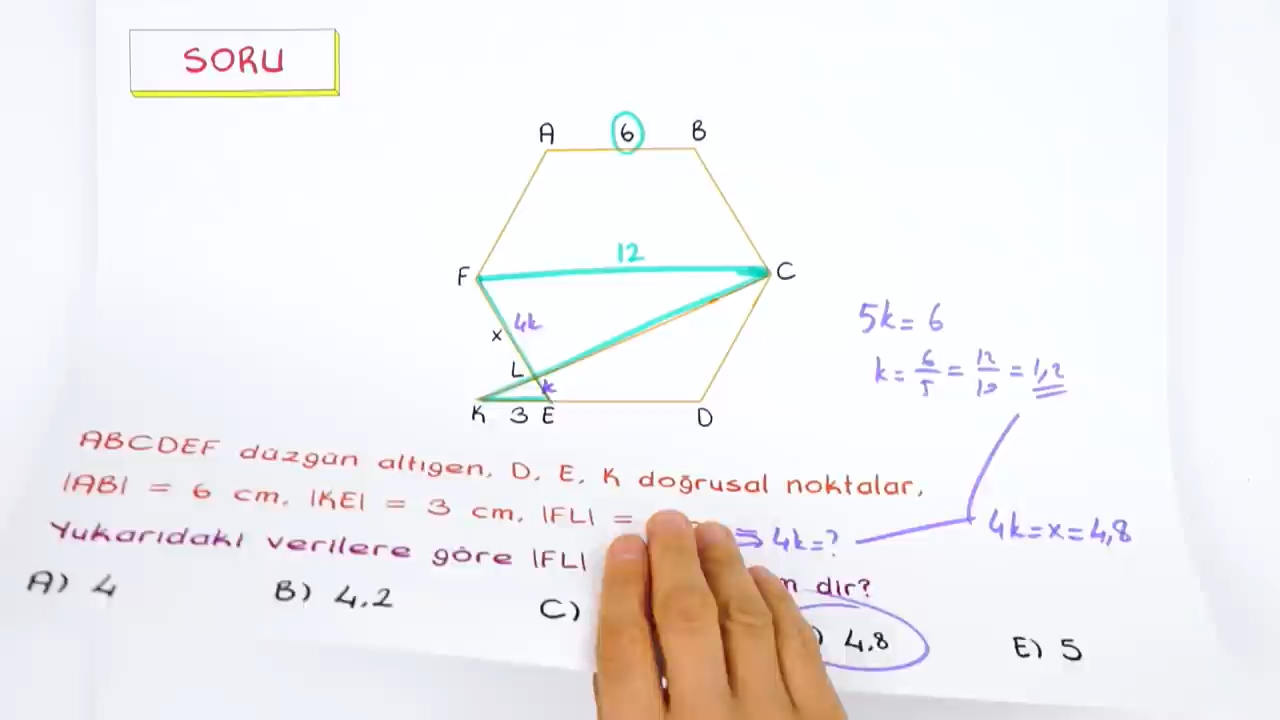 SORU
A 6 B
12
F C
x 4k
L k
K 3 E D
5k = 6
k = 6/5 = 12/10 = 1,2
ABCDEF düzgün altıgen, D, E, K doğrusal noktalar,
|AB| = 6 cm, |KE| = 3 cm, |FL| =
⇒ 4k = ?
4k = x = 4,8
Yukarıdaki verilere göre |FL| dir?
A) 4 B) 4,2 C) ) 4,8 E) 5